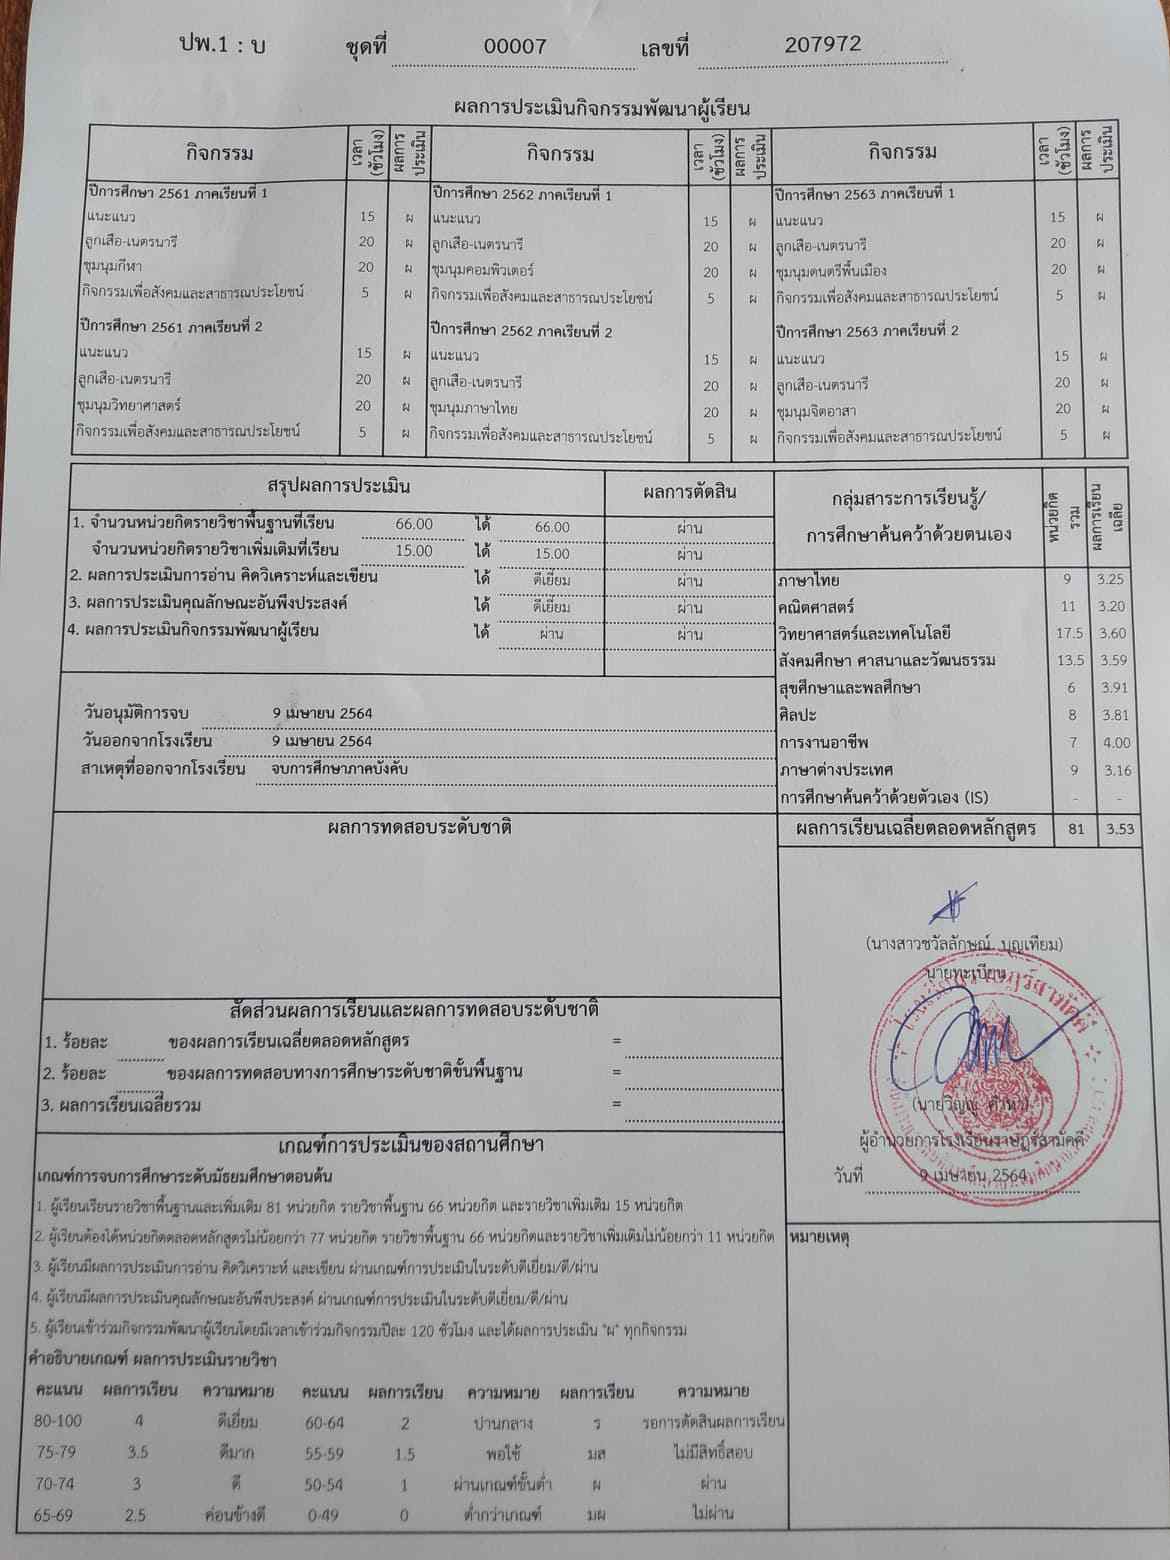 ปพ.1 : บ ชุดที่ 00007 เลขที่ 207972
ผลการประเมินกิจกรรมพัฒนาผู้เรียน
กิจกรรม เวลา (ชั่วโมง) ผลการประเมิน กิจกรรม เวลา (ชั่วโมง) ผลการประเมิน กิจกรรม เวลา (ชั่วโมง) ผลการประเมิน
ปีการศึกษา 2561 ภาคเรียนที่ 1 ปีการศึกษา 2562 ภาคเรียนที่ 1 ปีการศึกษา 2563 ภาคเรียนที่ 1
แนะแนว 15 ผ แนะแนว 15 ผ แนะแนว 15 ผ
ลูกเสือ-เนตรนารี 20 ผ ลูกเสือ-เนตรนารี 20 ผ ลูกเสือ-เนตรนารี 20 ผ
ชุมนุมกีฬา 20 ผ ชุมนุมคอมพิวเตอร์ 20 ผ ชุมนุมดนตรีพื้นเมือง 20 ผ
กิจกรรมเพื่อสังคมและสาธารณประโยชน์ 5 ผ กิจกรรมเพื่อสังคมและสาธารณประโยชน์ 5 ผ กิจกรรมเพื่อสังคมและสาธารณประโยชน์ 5 ผ
ปีการศึกษา 2561 ภาคเรียนที่ 2 ปีการศึกษา 2562 ภาคเรียนที่ 2 ปีการศึกษา 2563 ภาคเรียนที่ 2
แนะแนว 15 ผ แนะแนว 15 ผ แนะแนว 15 ผ
ลูกเสือ-เนตรนารี 20 ผ ลูกเสือ-เนตรนารี 20 ผ ลูกเสือ-เนตรนารี 20 ผ
ชุมนุมวิทยาศาสตร์ 20 ผ ชุมนุมภาษาไทย 20 ผ ชุมนุมจิตอาสา 20 ผ
กิจกรรมเพื่อสังคมและสาธารณประโยชน์ 5 ผ กิจกรรมเพื่อสังคมและสาธารณประโยชน์ 5 ผ กิจกรรมเพื่อสังคมและสาธารณประโยชน์ 5 ผ
สรุปผลการประเมิน ผลการตัดสิน
1. จำนวนหน่วยกิตรายวิชาพื้นฐานที่เรียน 66.00 ได้ 66.00 ผ่าน
จำนวนหน่วยกิตรายวิชาเพิ่มเติมที่เรียน 15.00 ได้ 15.00 ผ่าน
2. ผลการประเมินการอ่าน คิดวิเคราะห์และเขียน ได้ ดีเยี่ยม ผ่าน
3. ผลการประเมินคุณลักษณะอันพึงประสงค์ ได้ ดีเยี่ยม ผ่าน
4. ผลการประเมินกิจกรรมพัฒนาผู้เรียน ได้ ผ่าน ผ่าน
วันอนุมัติการจบ 9 เมษายน 2564
วันออกจากโรงเรียน 9 เมษายน 2564
สาเหตุที่ออกจากโรงเรียน จบการศึกษาภาคบังคับ
กลุ่มสาระการเรียนรู้/
การศึกษาค้นคว้าด้วยตนเอง
หน่วยกิตรวม ผลการเรียนเฉลี่ย
ภาษาไทย 9 3.25
คณิตศาสตร์ 11 3.20
วิทยาศาสตร์และเทคโนโลยี 17.5 3.60
สังคมศึกษา ศาสนาและวัฒนธรรม 13.5 3.59
สุขศึกษาและพลศึกษา 6 3.91
ศิลปะ 8 3.81
การงานอาชีพ 7 4.00
ภาษาต่างประเทศ 9 3.16
การศึกษาค้นคว้าด้วยตัวเอง (IS) - -
ผลการเรียนเฉลี่ยตลอดหลักสูตร 81 3.53
ผลการทดสอบระดับชาติ
สัดส่วนผลการเรียนและผลการทดสอบระดับชาติ
1. ร้อยละ ของผลการเรียนเฉลี่ยตลอดหลักสูตร =
2. ร้อยละ ของผลการทดสอบทางการศึกษาระดับชาติขั้นพื้นฐาน =
3. ผลการเรียนเฉลี่ยรวม =
(นางสาวชวัลลักษณ์ บุญเทียม)
นายทะเบียน
(นายวิญญู
ผู้อำนวยการโรงเรียนราษฎร์สามัคคี
วันที่ 9 เมษายน 2564
เกณฑ์การประเมินของสถานศึกษา
เกณฑ์การจบการศึกษาระดับมัธยมศึกษาตอนต้น
1. ผู้เรียนเรียนรายวิชาพื้นฐานและเพิ่มเติม 81 หน่วยกิต รายวิชาพื้นฐาน 66 หน่วยกิต และรายวิชาเพิ่มเติม 15 หน่วยกิต
2. ผู้เรียนต้องได้หน่วยกิตตลอดหลักสูตรไม่น้อยกว่า 77 หน่วยกิต รายวิชาพื้นฐาน 66 หน่วยกิตและรายวิชาเพิ่มเติมไม่น้อยกว่า 11 หน่วยกิต
3. ผู้เรียนมีผลการประเมินการอ่าน คิดวิเคราะห์ และเขียน ผ่านเกณฑ์การประเมินในระดับดีเยี่ยม/ดี/ผ่าน
4. ผู้เรียนมีผลการประเมินคุณลักษณะอันพึงประสงค์ ผ่านเกณฑ์การประเมินในระดับดีเยี่ยม/ดี/ผ่าน
5. ผู้เรียนเข้าร่วมกิจกรรมพัฒนาผู้เรียนโดยมีเวลาเข้าร่วมกิจกรรมปีละ 120 ชั่วโมง และได้ผลการประเมิน "ผ" ทุกกิจกรรม
คำอธิบายเกณฑ์ ผลการประเมินรายวิชา
คะแนน ผลการเรียน ความหมาย คะแนน ผลการเรียน ความหมาย ผลการเรียน ความหมาย
80-100 4 ดีเยี่ยม 60-64 2 ปานกลาง ร รอการตัดสินผลการเรียน
75-79 3.5 ดีมาก 55-59 1.5 พอใช้ มส ไม่มีสิทธิ์สอบ
70-74 3 ดี 50-54 1 ผ่านเกณฑ์ขั้นต่ำ ผ ผ่าน
65-69 2.5 ค่อนข้างดี 0-49 0 ต่ำกว่าเกณฑ์ มผ ไม่ผ่าน
หมายเหตุ